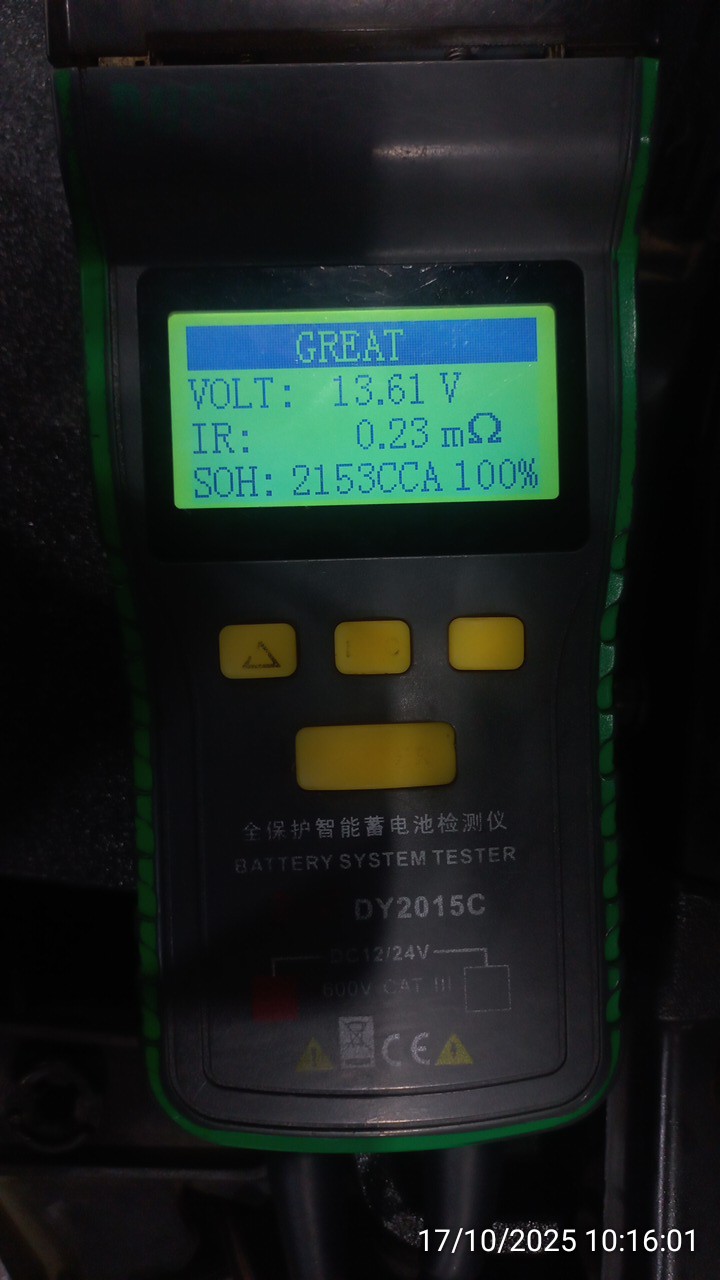 GREAT
VOLT: 13.61 V
IR: 0.23 mΩ
SOH: 2153CCA 100%
全保护智能蓄电池检测仪
BATTERY SYSTEM TESTER
DY2015C
DC12/24V
600V CAT III
CE
17/10/2025 10:16:01